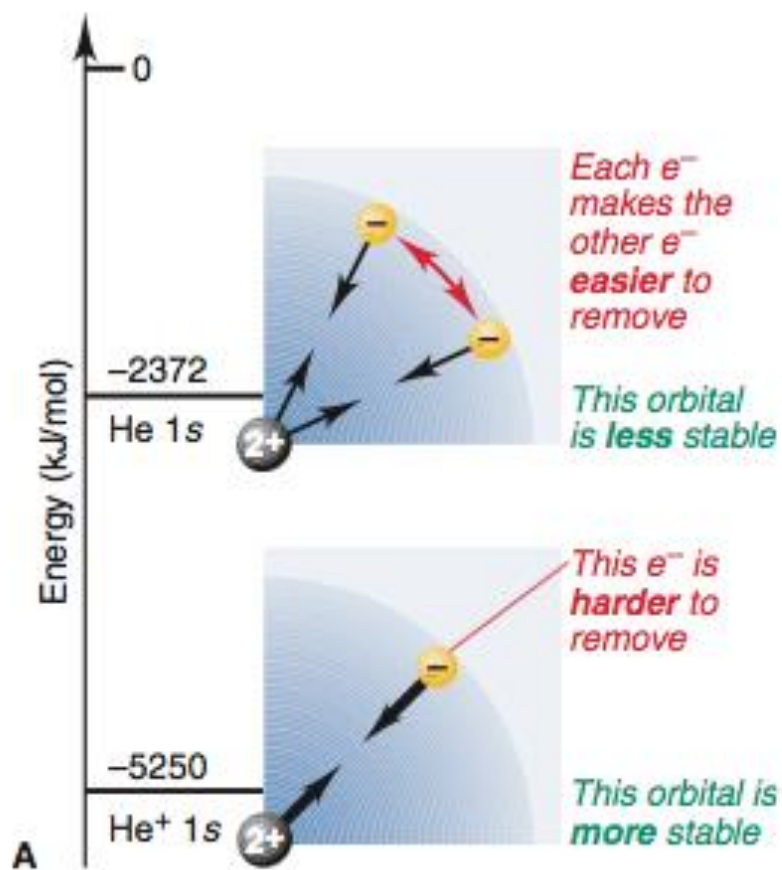 0
Each e⁻
makes the
other e⁻
easier to
remove
−2372
He 1s
2+
This orbital
is less stable
Energy (kJ/mol)
This e⁻ is
harder to
remove
−5250
He⁺ 1s
2+
This orbital is
more stable
A
−
−
−